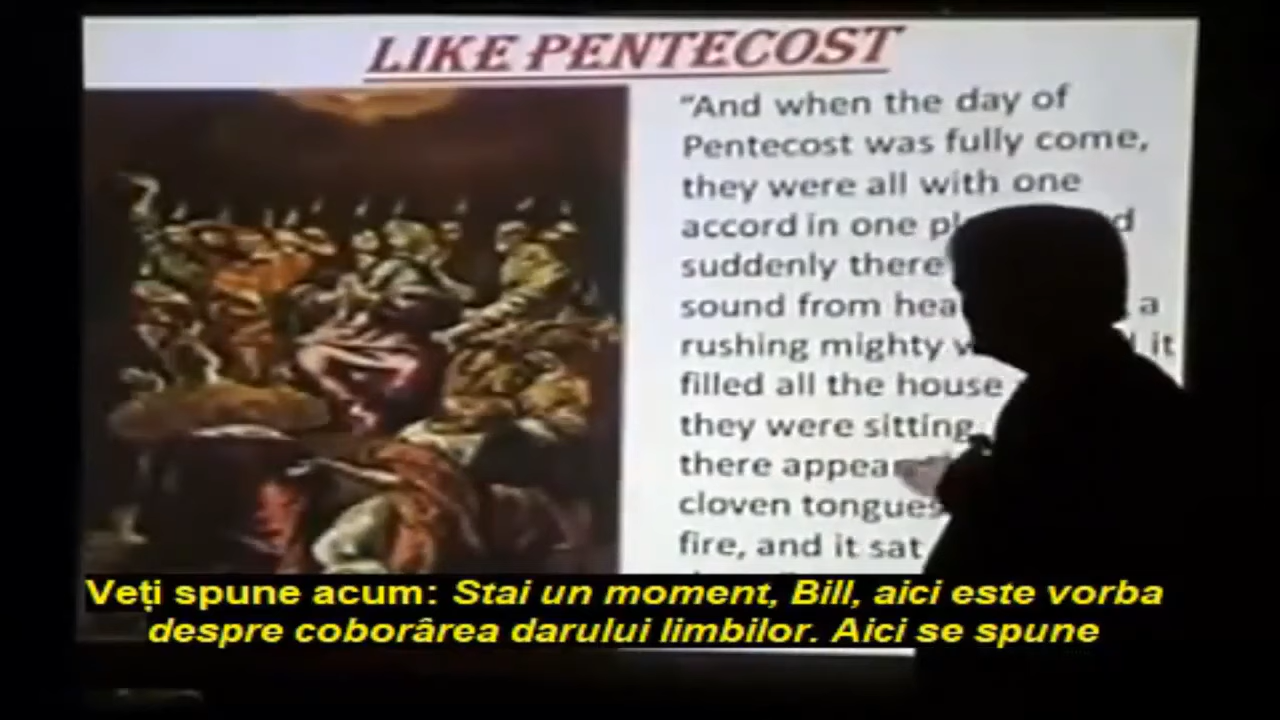 LIKE PENTECOST
“And when the day of
Pentecost was fully come,
they were all with one
accord in one
suddenly there
sound from a
rushing mighty it
filled all the house
they were sitting,
there
cloven tongues
fire, and it sat
Veți spune acum: Stai un moment, Bill, aici este vorba
despre coborârea darului limbilor. Aici se spune